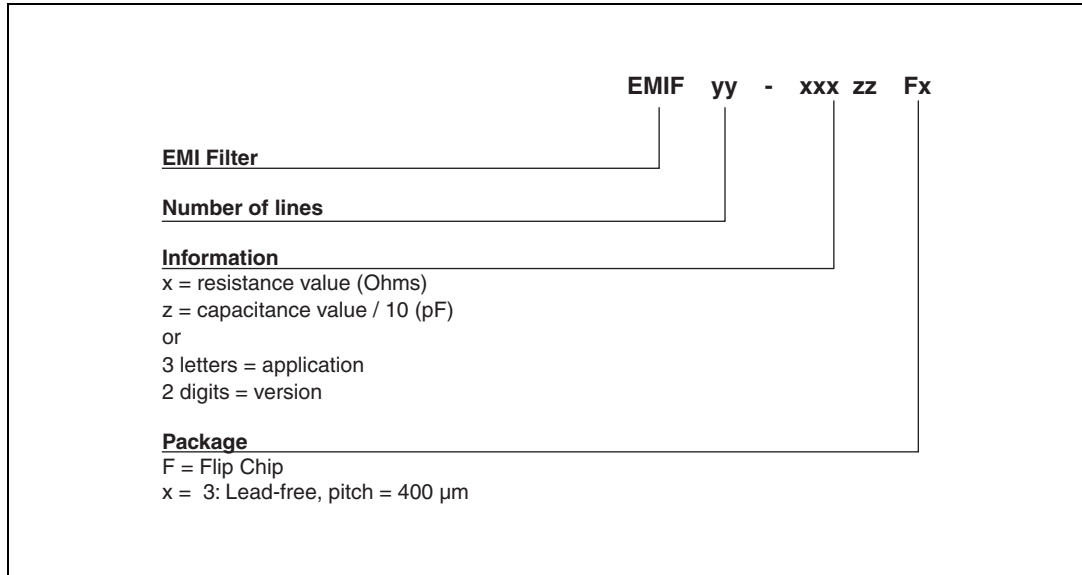 EMIF yy - xxx zz Fx
EMI Filter
Number of lines
Information
x = resistance value (Ohms)
z = capacitance value / 10 (pF)
or
3 letters = application
2 digits = version
Package
F = Flip Chip
x = 3: Lead-free, pitch = 400 µm